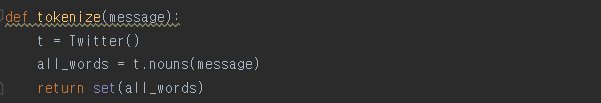 def tokenize(message):
    t = Twitter()
    all_words = t.nouns(message)
    return set(all_words)